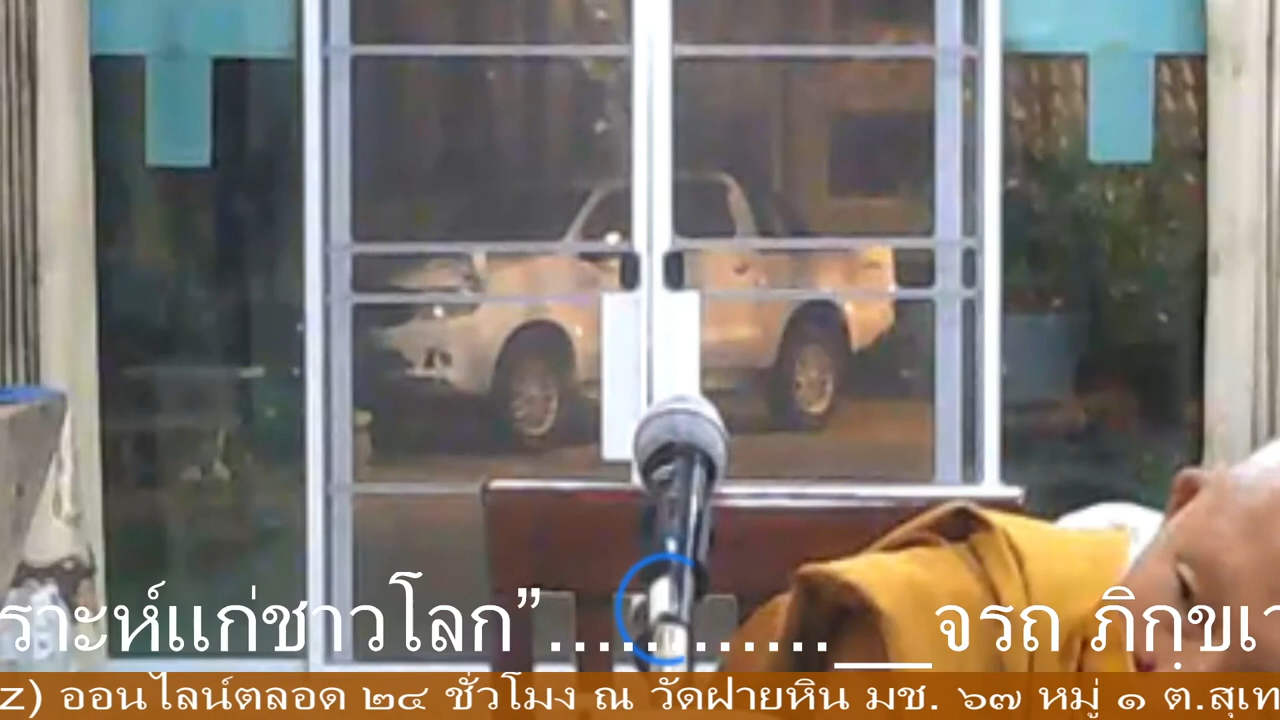 ราะห์แก่ชาวโลก”............__จรถ ภิกฺขเว
z) ออนไลน์ตลอด ๒๔ ชั่วโมง ณ วัดฝายหิน มช. ๖๗ หมู่ ๑ ต.สุเท